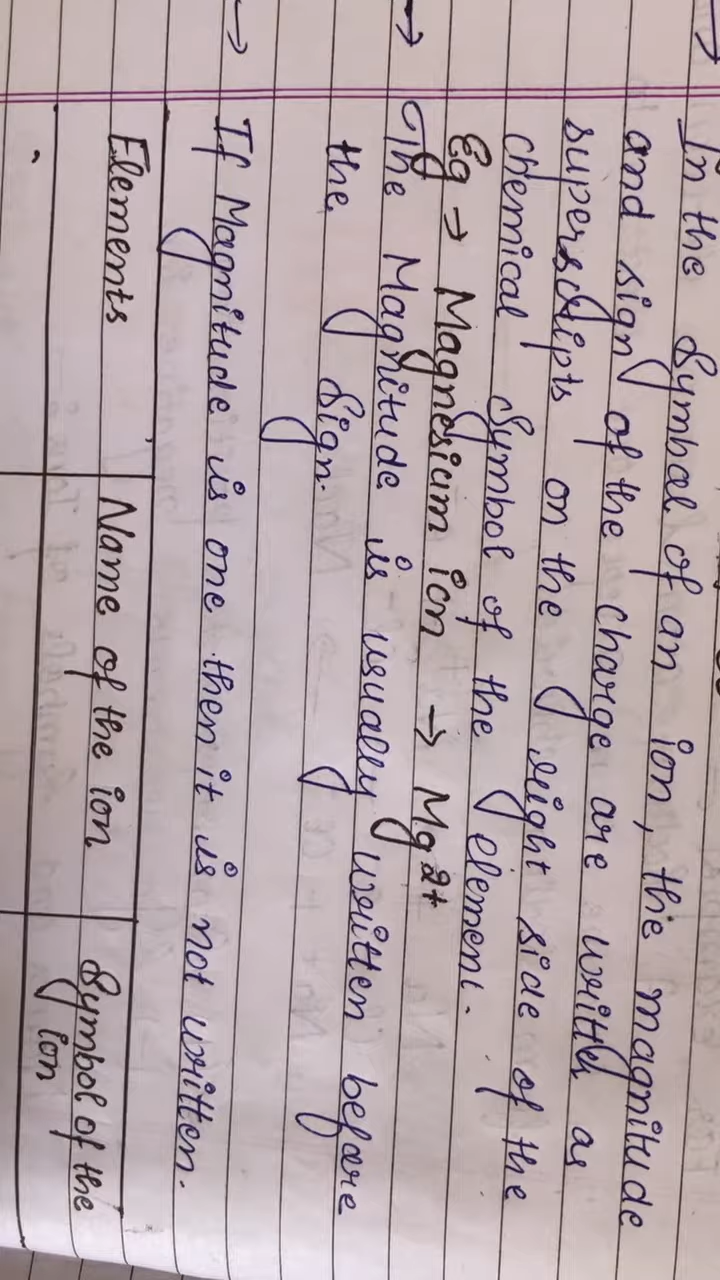 → In the Symbol of an ion, the magnitude
and sign of the charge are written as
superscripts on the right side of the
chemical Symbol of the element.
Eg → Magnesium ion → Mg2+
→ The Magnitude is usually written before
the Sign.
→ If Magnitude is one then it is not written.
Elements | Name of the ion | Symbol of the
ion